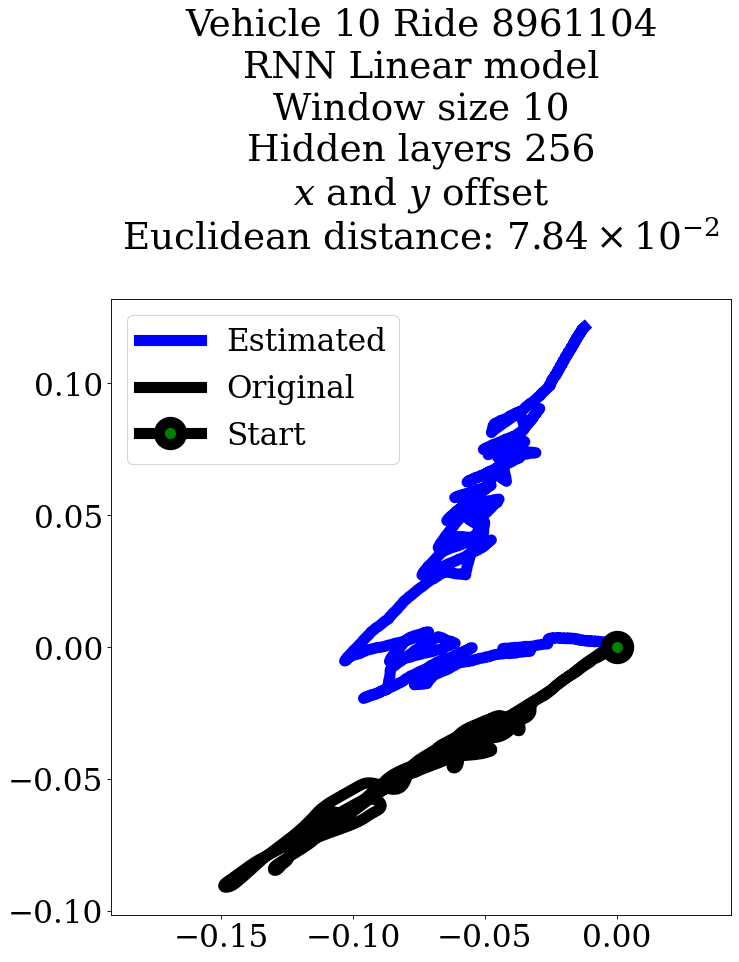 Vehicle 10 Ride 8961104
RNN Linear model
Window size 10
Hidden layers 256
x and y offset
Euclidean distance: 7.84 × 10⁻²
Estimated
Original
Start
0.10
0.05
0.00
−0.05
−0.10
−0.15 −0.10 −0.05 0.00